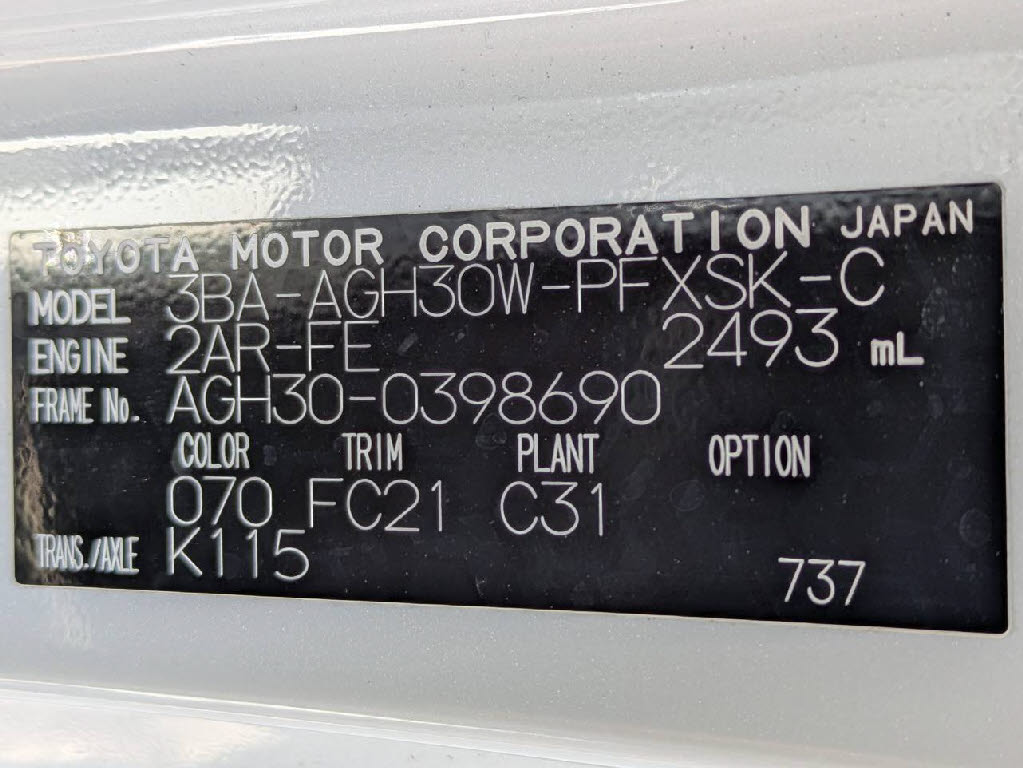 TOYOTA MOTOR CORPORATION JAPAN
MODEL 3BA-AGH30W-PFXSK-C
ENGINE 2AR-FE 2493 mL
FRAME No. AGH30-0398690
COLOR TRIM PLANT OPTION
070 FC21 C31
TRANS./AXLE K115
737